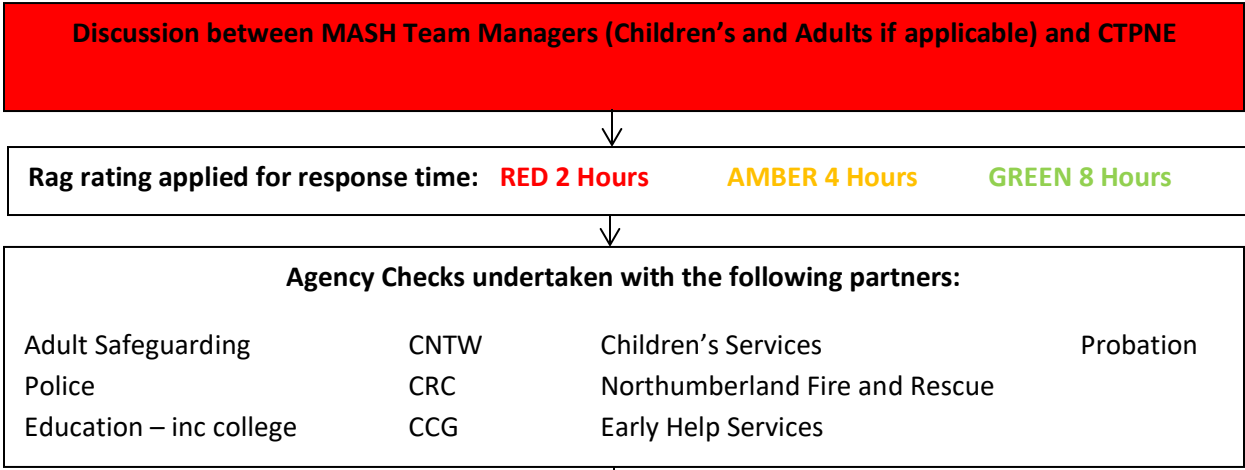 Discussion between MASH Team Managers (Children's and Adults if applicable) and CTPNE
Rag rating applied for response time: RED 2 Hours AMBER 4 Hours GREEN 8 Hours
Agency Checks undertaken with the following partners:
Adult Safeguarding CNTW Children's Services Probation
Police CRC Northumberland Fire and Rescue
Education – inc college CCG Early Help Services